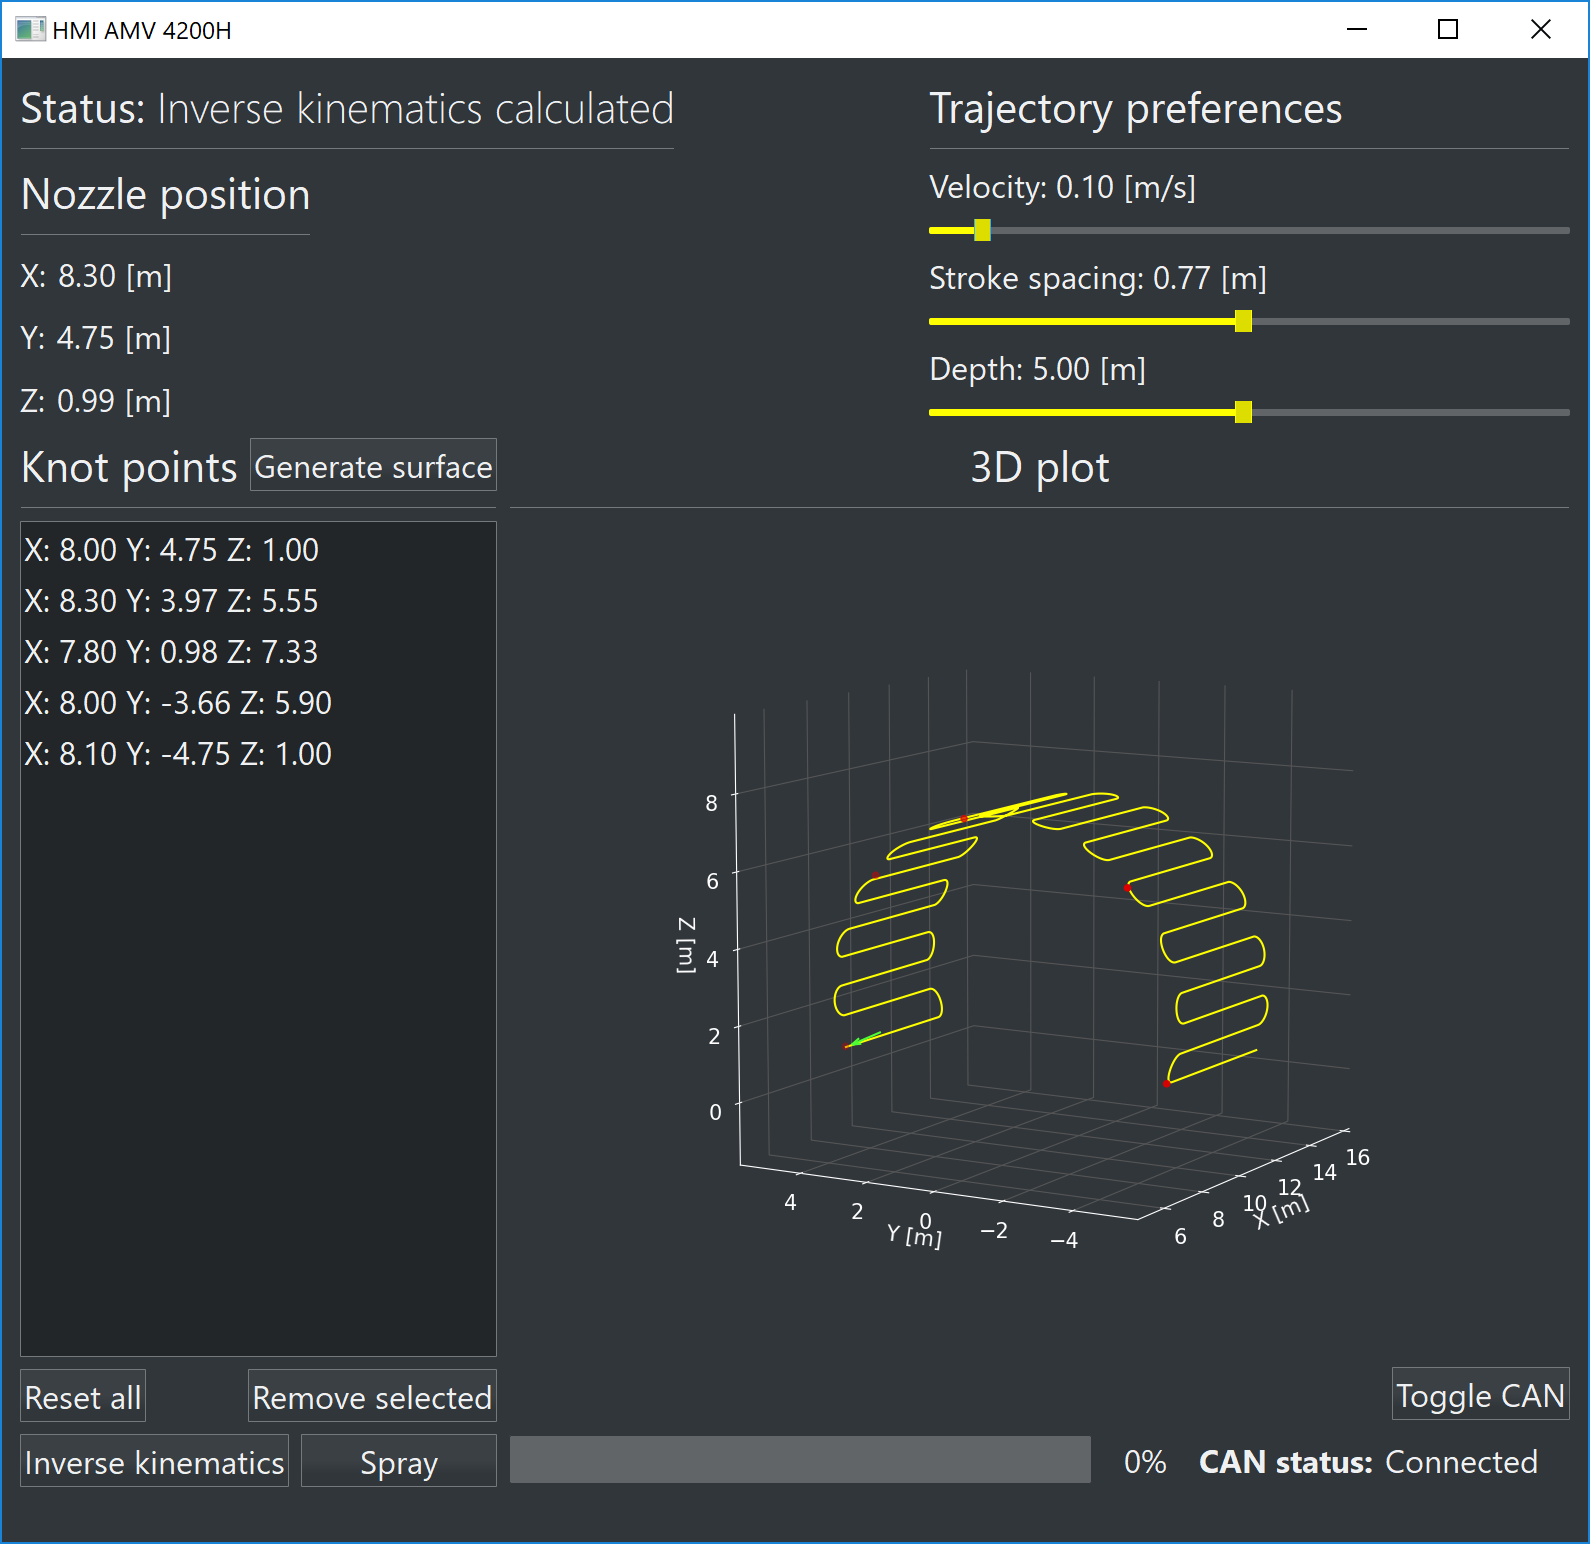 HMI AMV 4200H
Status: Inverse kinematics calculated
Nozzle position
X: 8.30 [m]
Y: 4.75 [m]
Z: 0.99 [m]
Trajectory preferences
Velocity: 0.10 [m/s]
Stroke spacing: 0.77 [m]
Depth: 5.00 [m]
Knot points
Generate surface
X: 8.00 Y: 4.75 Z: 1.00
X: 8.30 Y: 3.97 Z: 5.55
X: 7.80 Y: 0.98 Z: 7.33
X: 8.00 Y: -3.66 Z: 5.90
X: 8.10 Y: -4.75 Z: 1.00
3D plot
8
6
4
2
0
Z [m]
4
2
0
−2
−4
Y [m]
6
8
10
12
14
16
X [m]
Reset all
Remove selected
Toggle CAN
Inverse kinematics
Spray
0%
CAN status: Connected